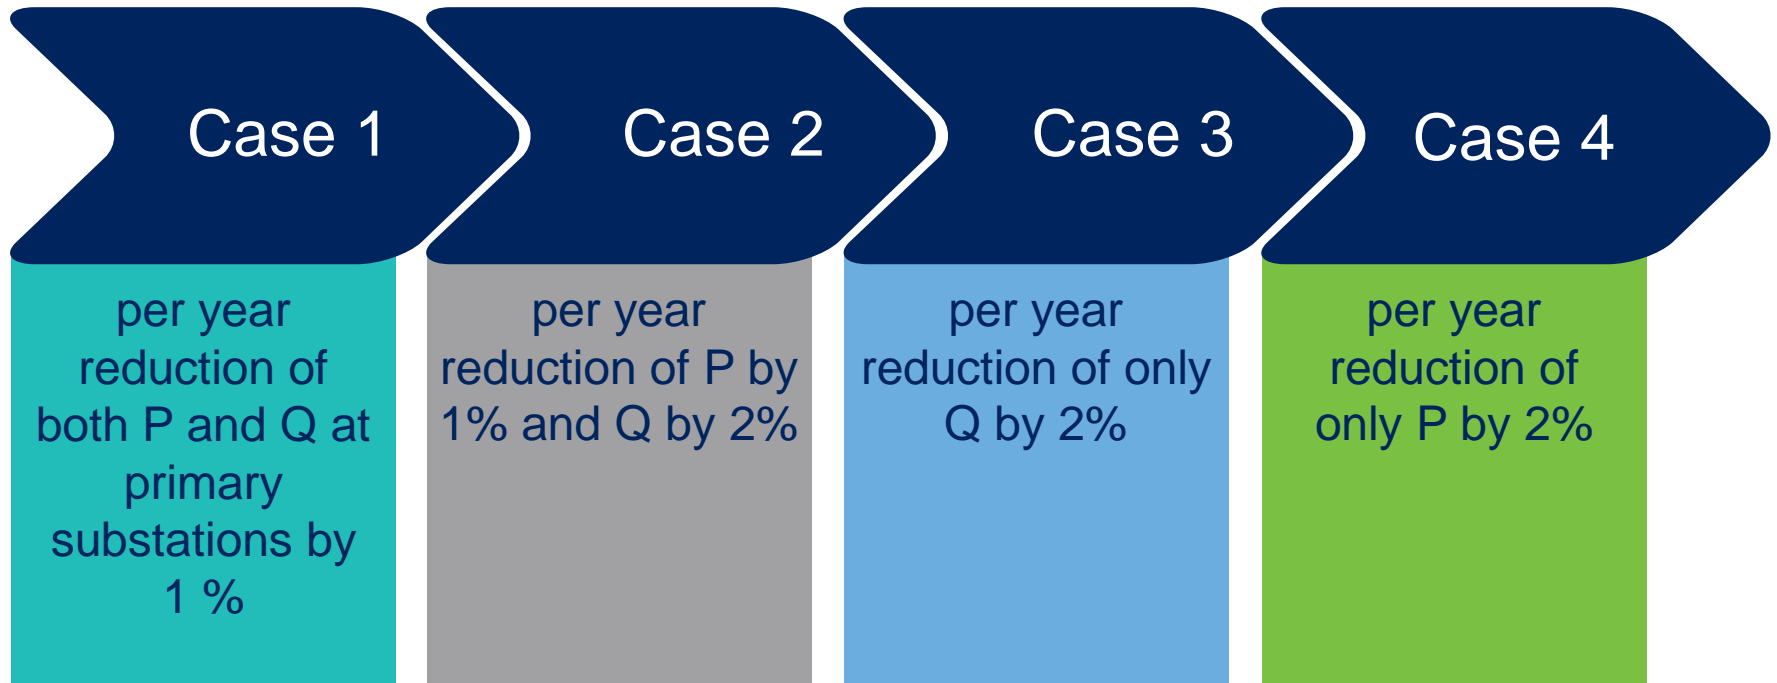 Case 1
per year
reduction of
both P and Q at
primary
substations by
1 %
Case 2
per year
reduction of P by
1% and Q by 2%
Case 3
per year
reduction of only
Q by 2%
Case 4
per year
reduction of
only P by 2%